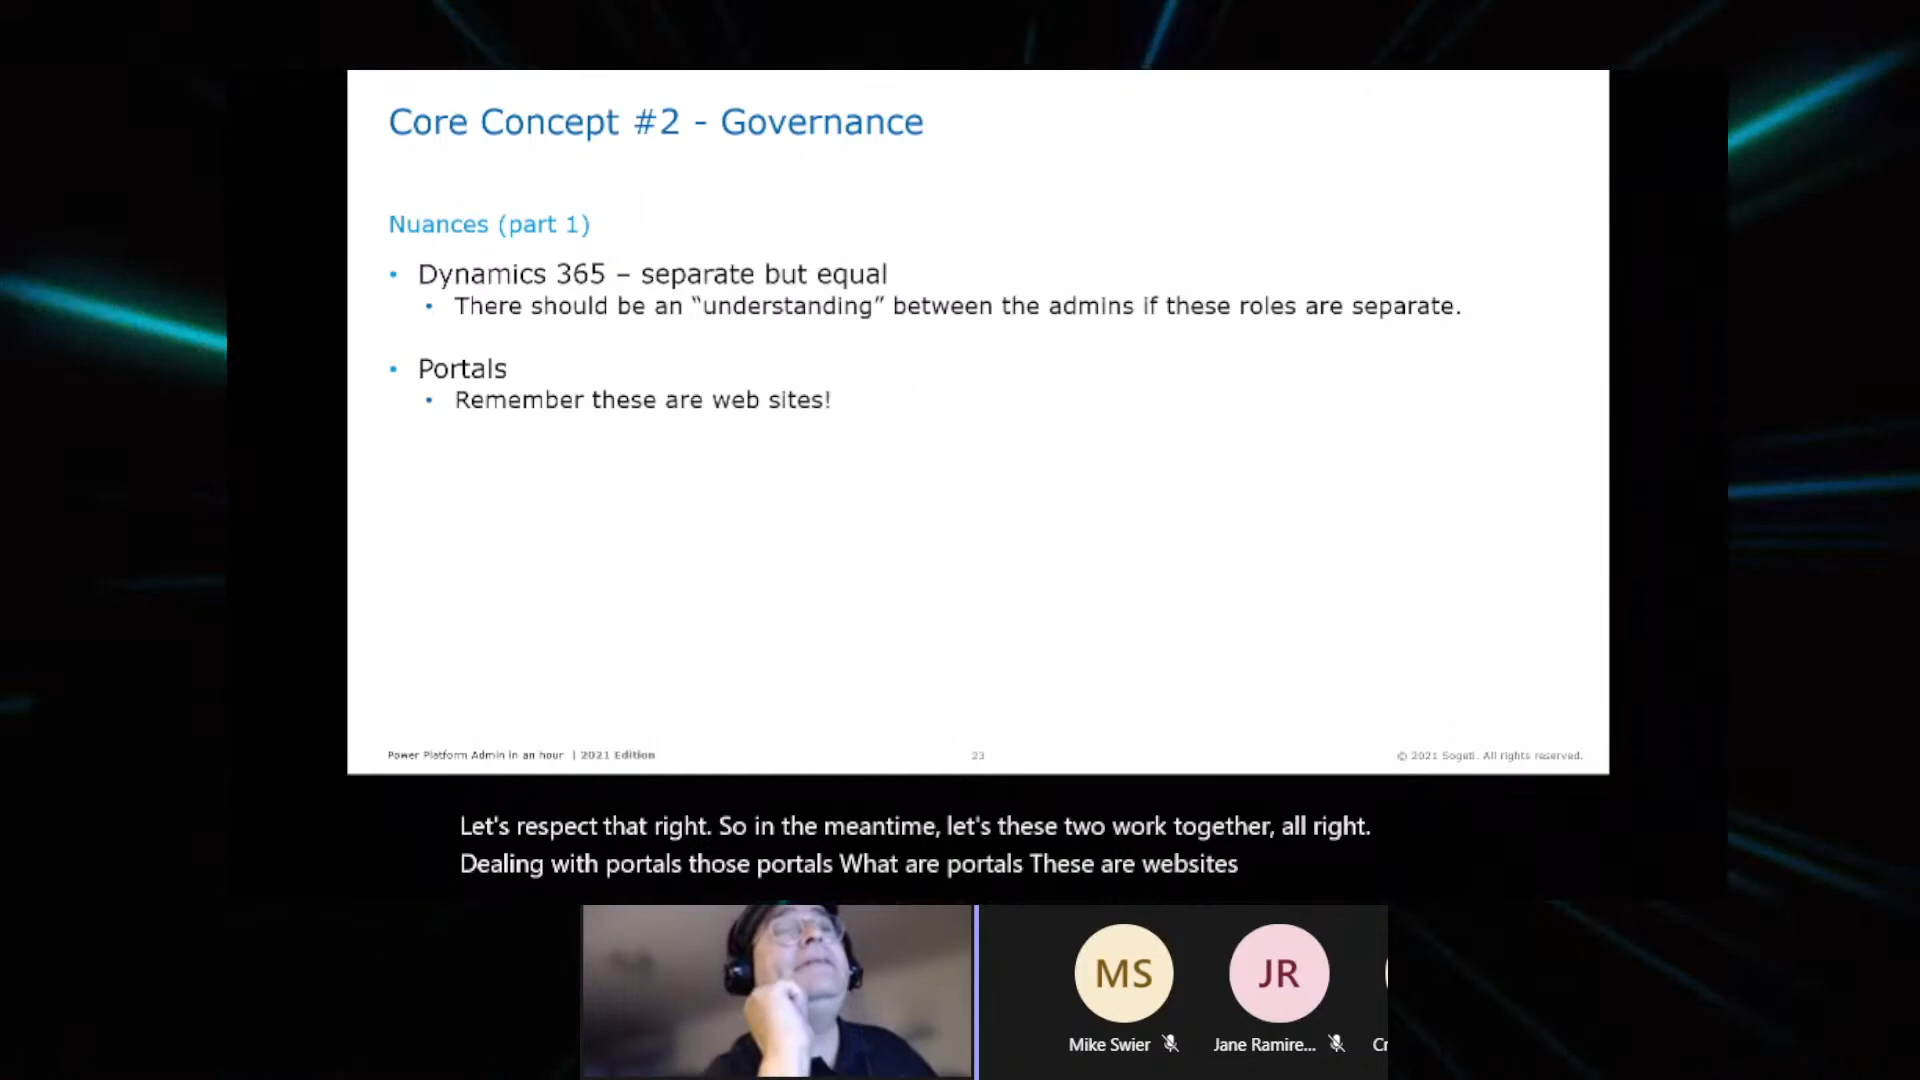 Core Concept #2 - Governance
Nuances (part 1)
• Dynamics 365 – separate but equal
• There should be an “understanding” between the admins if these roles are separate.
• Portals
• Remember these are web sites!
Power Platform Admin in an hour | 2021 Edition
23
© 2021 Sogeti. All rights reserved.
Let's respect that right. So in the meantime, let's these two work together, all right.
Dealing with portals those portals What are portals These are websites
MS
JR
Mike Swier
Jane Ramire...
Cr